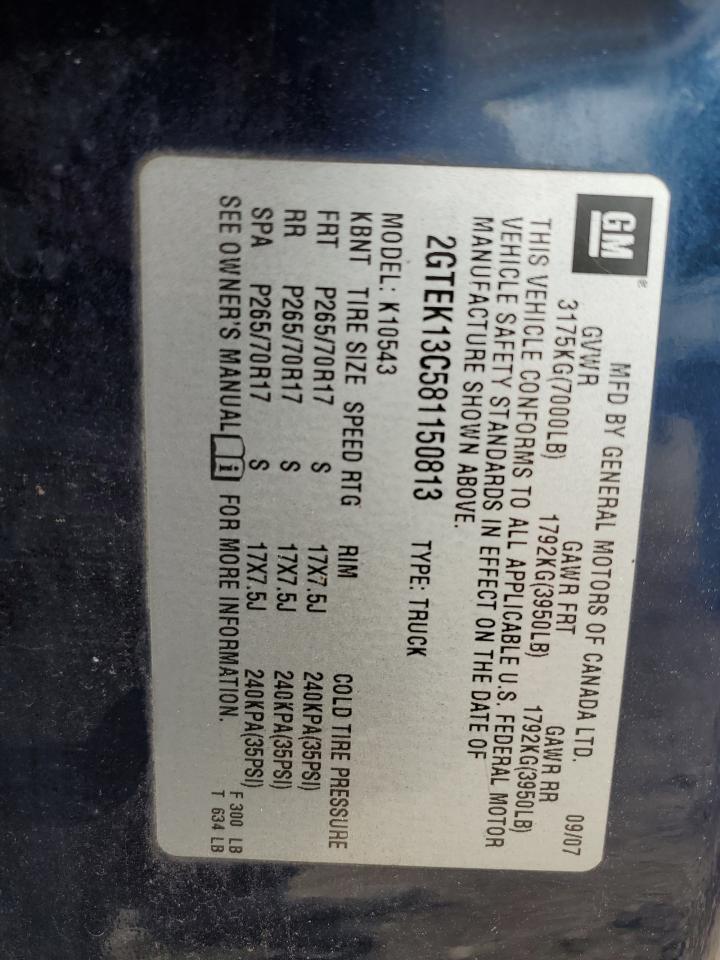 GM®
MFD BY GENERAL MOTORS OF CANADA LTD. 09/07
GVWR GAWR FRT GAWR RR
3175KG(7000LB) 1792KG(3950LB) 1792KG(3950LB)
THIS VEHICLE CONFORMS TO ALL APPLICABLE U.S. FEDERAL MOTOR
VEHICLE SAFETY STANDARDS IN EFFECT ON THE DATE OF
MANUFACTURE SHOWN ABOVE.
2GTEK13C581150813 TYPE: TRUCK
MODEL: K10543
KBNT TIRE SIZE SPEED RTG RIM COLD TIRE PRESSURE
FRT P265/70R17 S 17X7.5J 240KPA(35PSI)
RR P265/70R17 S 17X7.5J 240KPA(35PSI)
SPA P265/70R17 S 17X7.5J 240KPA(35PSI)
SEE OWNER'S MANUAL i FOR MORE INFORMATION.
F 300 LB
T 634 LB